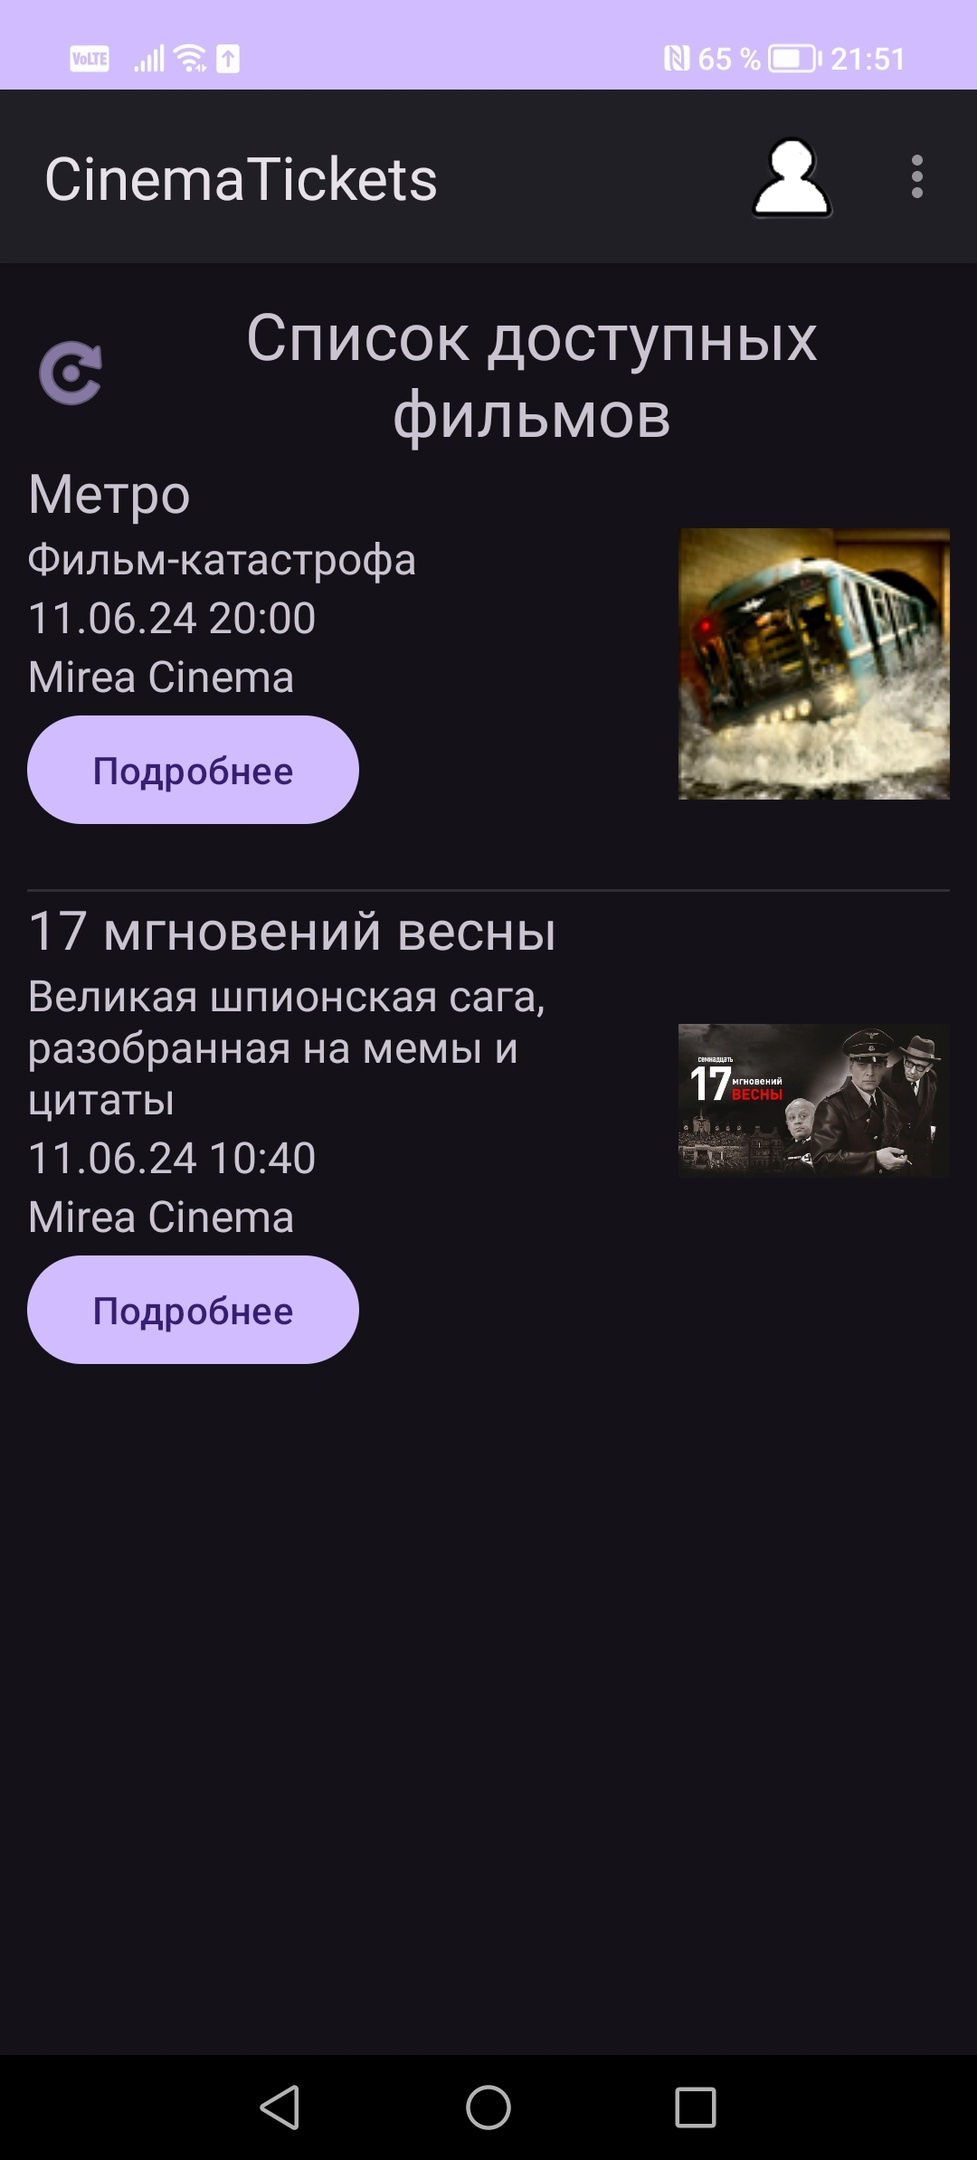 VoLTE 65 % 21:51
CinemaTickets
Список доступных
фильмов
Метро
Фильм-катастрофа
11.06.24 20:00
Mirea Cinema
Подробнее
17 мгновений весны
Великая шпионская сага,
разобранная на мемы и
цитаты
семнадцать
17 мгновений
ВЕСНЫ
11.06.24 10:40
Mirea Cinema
Подробнее